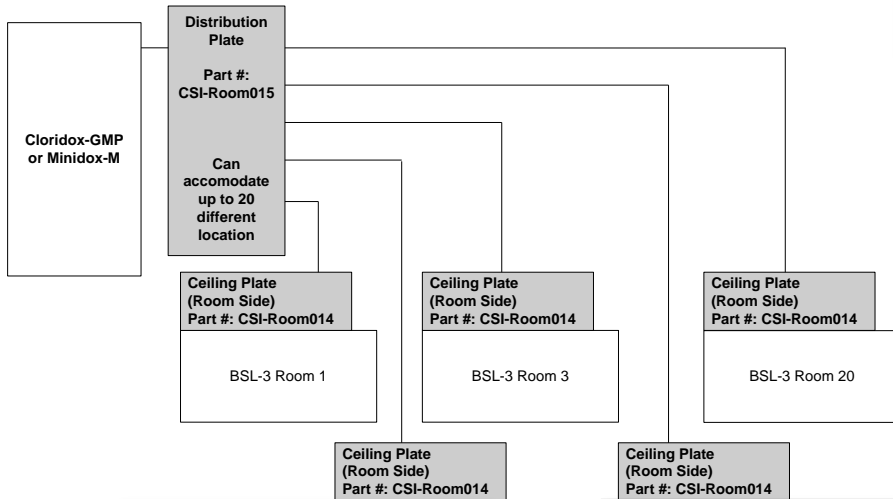 Cloridox-GMP
or Minidox-M
Distribution
Plate
Part #:
CSI-Room015
Can
accomodate
up to 20
different
location
Ceiling Plate
(Room Side)
Part #: CSI-Room014
BSL-3 Room 1
Ceiling Plate
(Room Side)
Part #: CSI-Room014
BSL-3 Room 3
Ceiling Plate
(Room Side)
Part #: CSI-Room014
BSL-3 Room 20
Ceiling Plate
(Room Side)
Part #: CSI-Room014
Ceiling Plate
(Room Side)
Part #: CSI-Room014